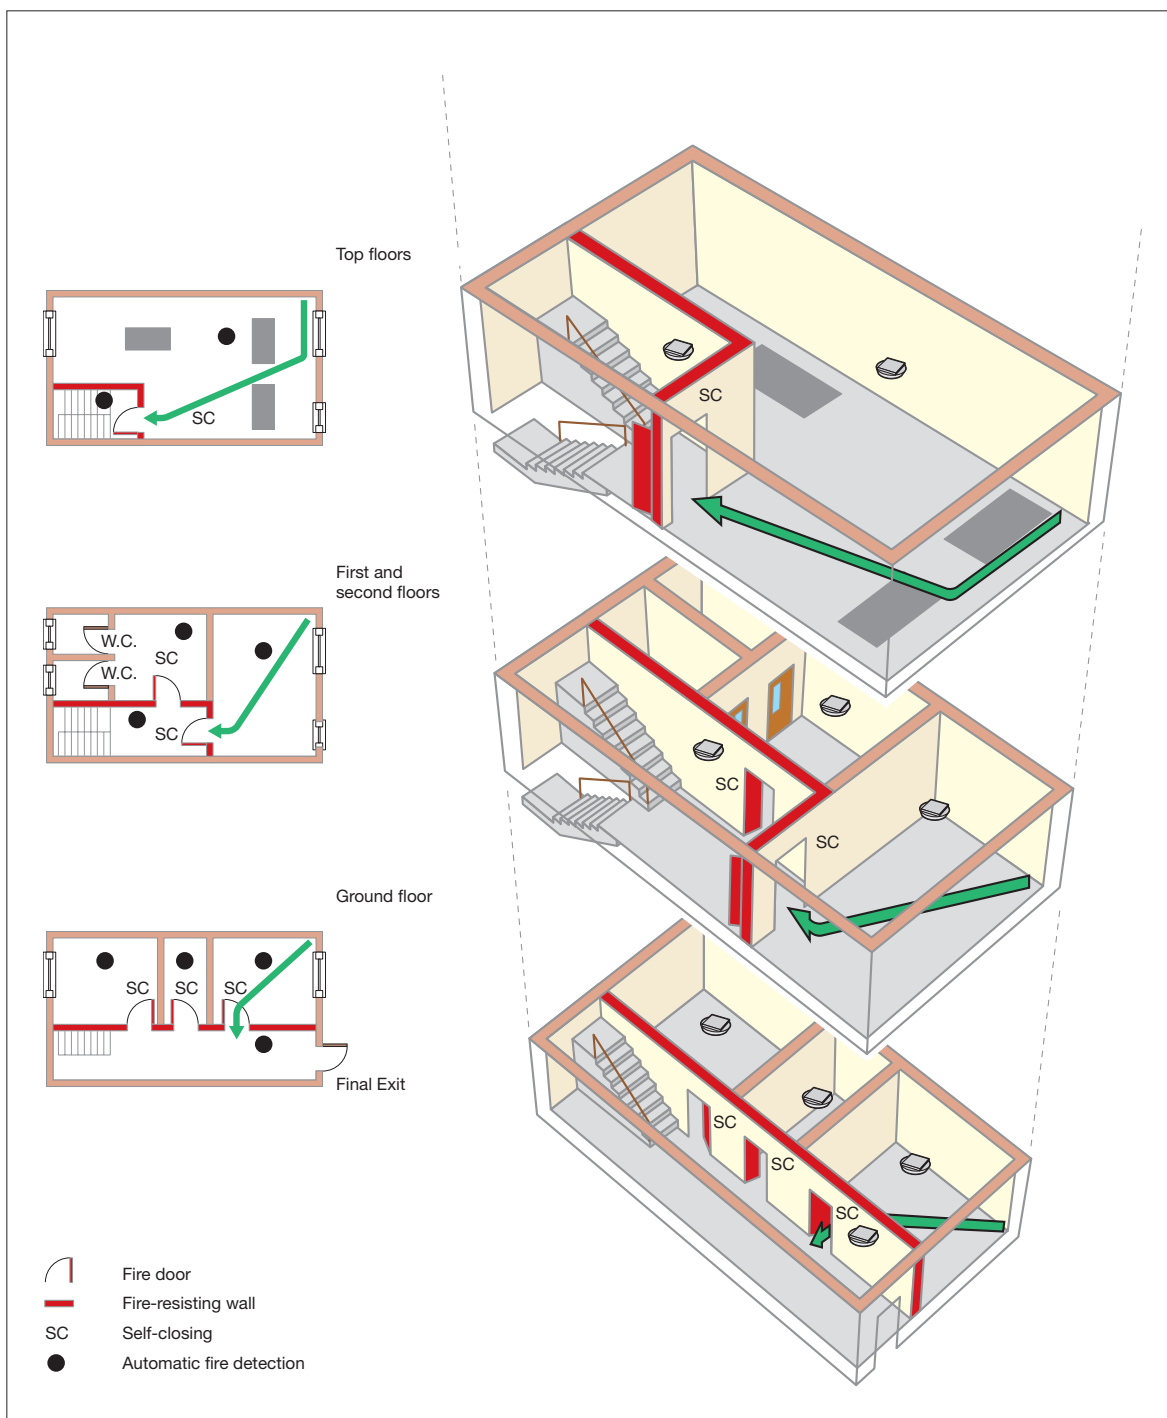 Top floors
SC
SC
First and
second floors
W.C.
SC
W.C.
SC
SC
SC
Ground floor
SC
SC
SC
SC
SC
SC
Final Exit
Fire door
Fire-resisting wall
SC
Self-closing
Automatic fire detection